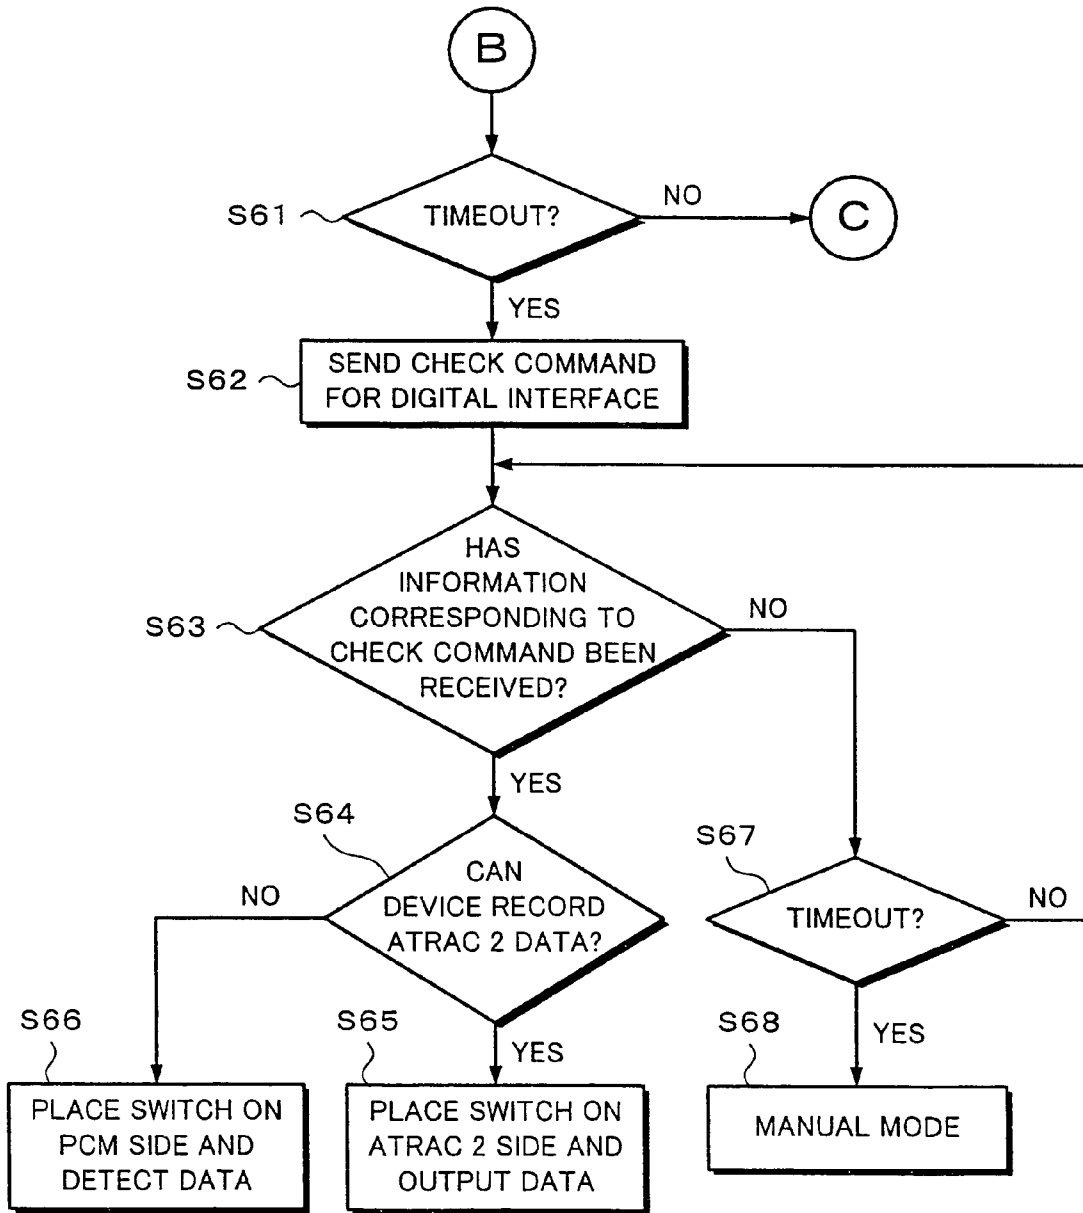 B
S61
TIMEOUT?
NO
C
YES
S62
SEND CHECK COMMAND
FOR DIGITAL INTERFACE
S63
HAS
INFORMATION
CORRESPONDING TO
CHECK COMMAND BEEN
RECEIVED?
NO
YES
S64
CAN
DEVICE RECORD
ATRAC 2 DATA?
NO
S67
TIMEOUT?
NO
S66
PLACE SWITCH ON
PCM SIDE AND
DETECT DATA
S65
YES
PLACE SWITCH ON
ATRAC 2 SIDE AND
OUTPUT DATA
S68
YES
MANUAL MODE